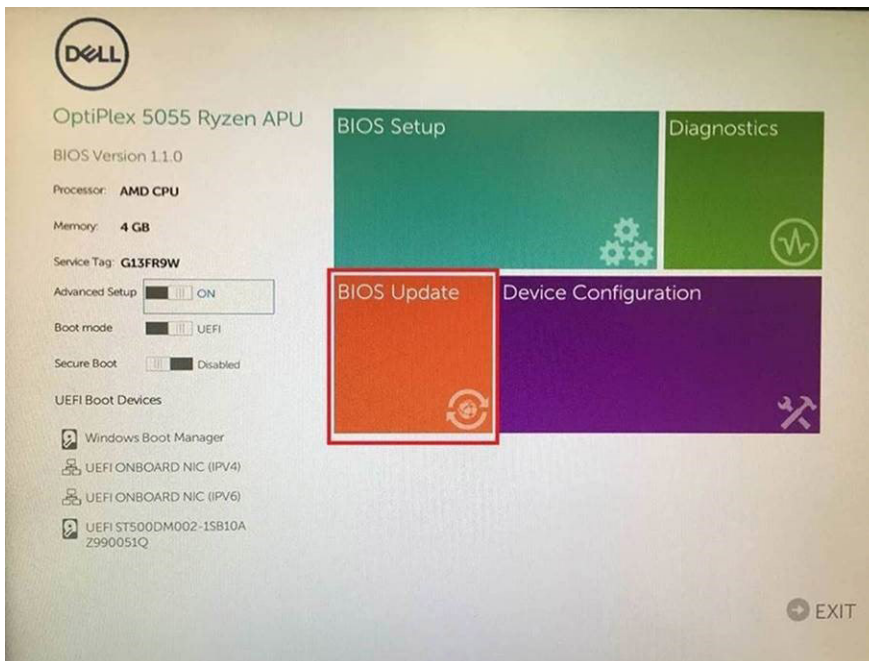 DELL
OptiPlex 5055 Ryzen APU
BIOS Version 1.1.0
Processor: AMD CPU
Memory: 4 GB
Service Tag: G13FR9W
Advanced Setup ON
Boot mode UEFI
Secure Boot Disabled
UEFI Boot Devices
Windows Boot Manager
UEFI ONBOARD NIC (IPV4)
UEFI ONBOARD NIC (IPV6)
UEFI ST500DM002-1SB10A
Z990051Q
BIOS Setup
Diagnostics
BIOS Update
Device Configuration
EXIT